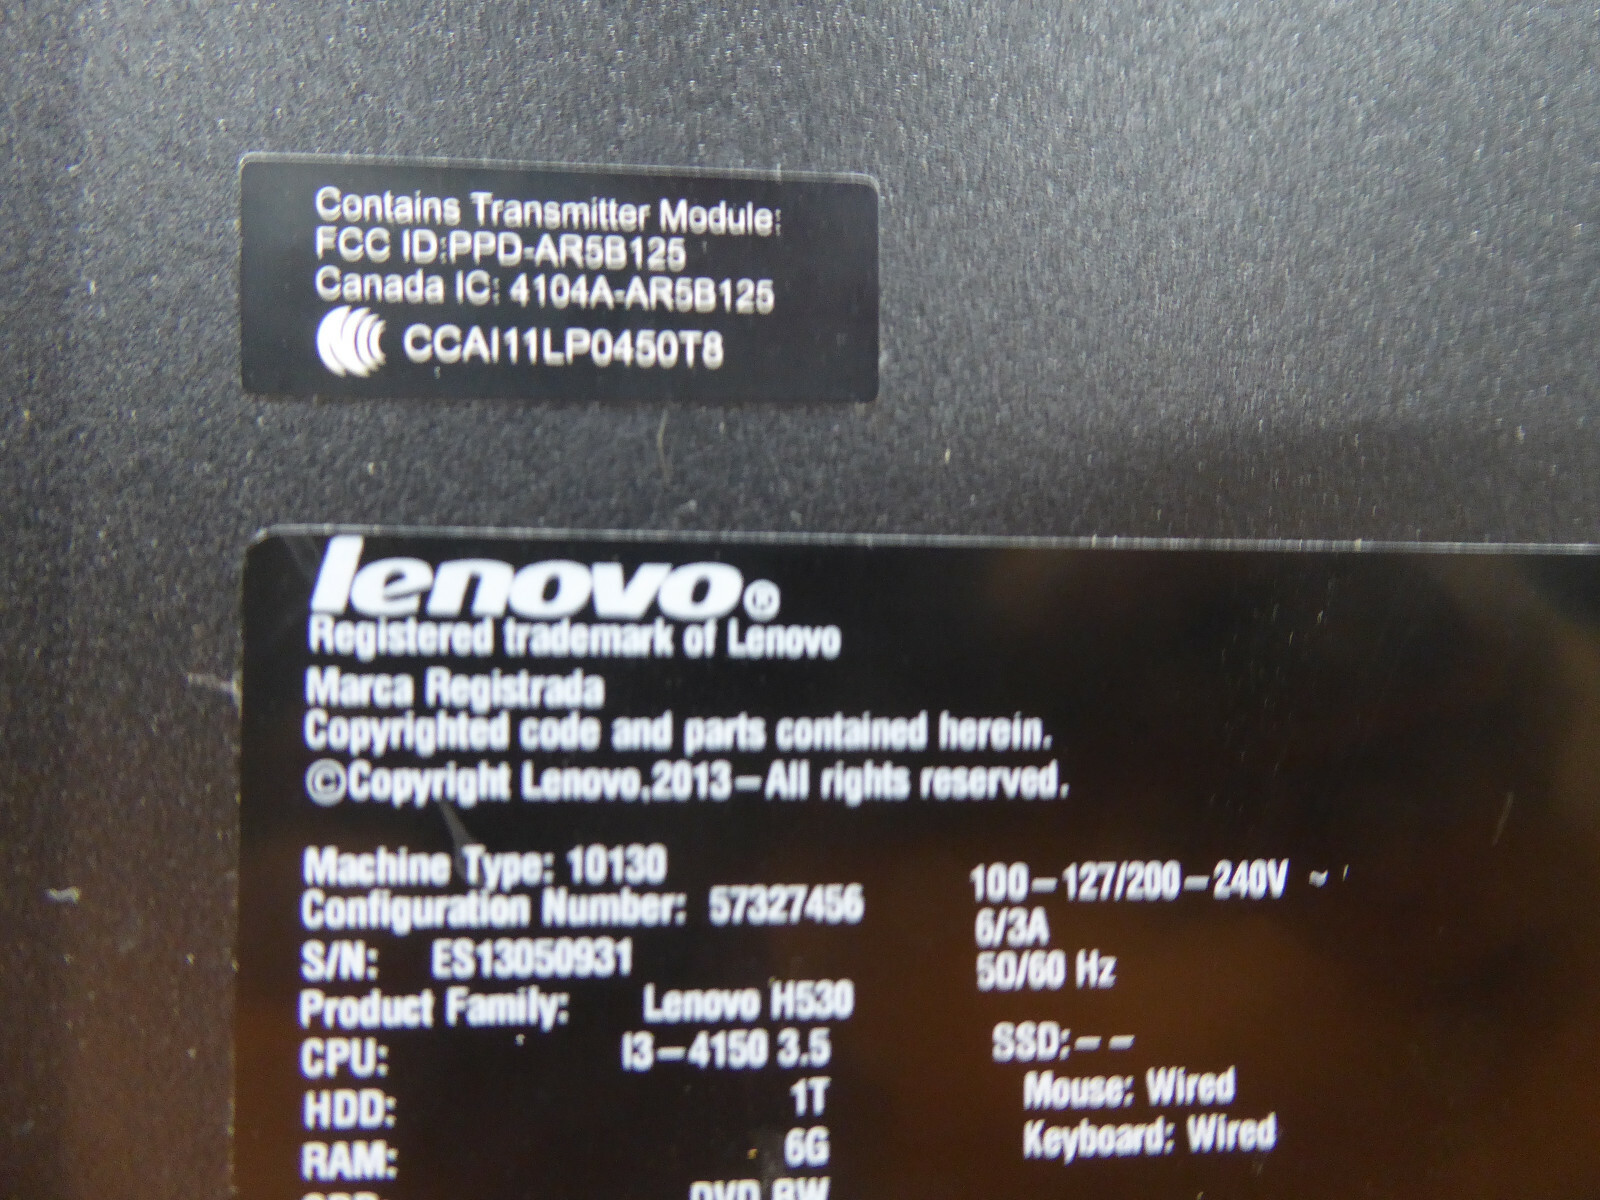 Contains Transmitter Module:
FCC ID:PPD-AR5B125
Canada IC: 4104A-AR5B125
CCAI11LP0450T8
lenovo®
Registered trademark of Lenovo
Marca Registrada
Copyrighted code and parts contained herein.
©Copyright Lenovo,2013–All rights reserved.
Machine Type: 10130
Configuration Number: 57327456
S/N: ES13050931
Product Family: Lenovo H530
CPU: I3–4150 3.5
HDD: 1T
RAM: 6G
DVD RW
100–127/200–240V ~
6/3A
50/60 Hz
SSD:– –
Mouse: Wired
Keyboard: Wired